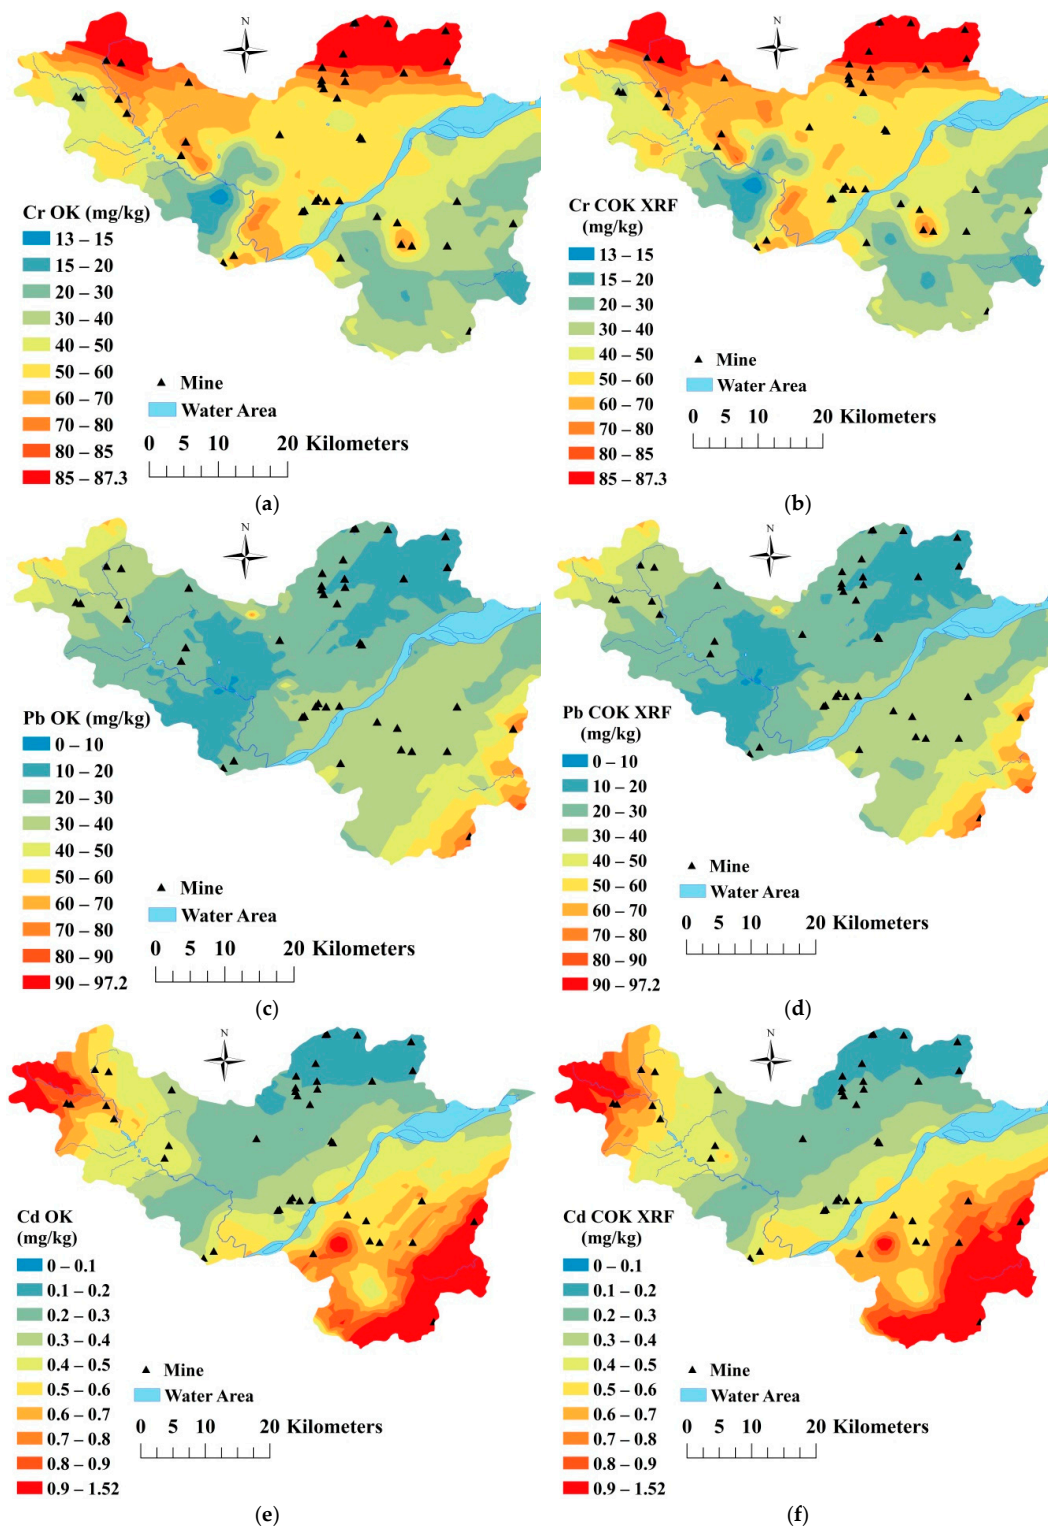 N
Cr OK (mg/kg)
13 – 15
15 – 20
20 – 30
30 – 40
40 – 50
50 – 60
60 – 70
70 – 80
80 – 85
85 – 87.3
Mine
Water Area
0 5 10 20 Kilometers
(a)
N
Cr COK XRF
(mg/kg)
13 – 15
15 – 20
20 – 30
30 – 40
40 – 50
50 – 60
60 – 70
70 – 80
80 – 85
85 – 87.3
Mine
Water Area
0 5 10 20
Kilometers
(b)
N
Pb OK (mg/kg)
0 – 10
10 – 20
20 – 30
30 – 40
40 – 50
50 – 60
60 – 70
70 – 80
80 – 90
90 – 97.2
Mine
Water Area
0 5 10 20 Kilometers
(c)
N
Pb COK XRF
(mg/kg)
0 – 10
10 – 20
20 – 30
30 – 40
40 – 50
50 – 60
60 – 70
70 – 80
80 – 90
90 – 97.2
Mine
Water Area
0 5 10 20
Kilometers
(d)
N
Cd OK
(mg/kg)
0 – 0.1
0.1 – 0.2
0.2 – 0.3
0.3 – 0.4
0.4 – 0.5
0.5 – 0.6
0.6 – 0.7
0.7 – 0.8
0.8 – 0.9
0.9 – 1.52
Mine
Water Area
0 5 10 20 Kilometers
(e)
N
Cd COK XRF
(mg/kg)
0 – 0.1
0.1 – 0.2
0.2 – 0.3
0.3 – 0.4
0.4 – 0.5
0.5 – 0.6
0.6 – 0.7
0.7 – 0.8
0.8 – 0.9
0.9 – 1.52
Mine
Water Area
0 5 10 20
Kilometers
(f)